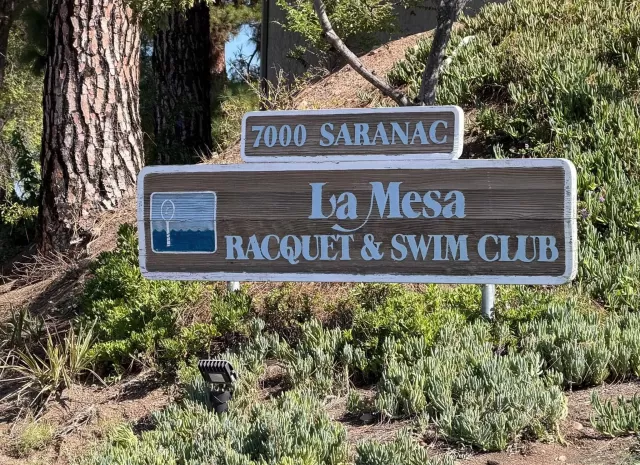 7000 SARANAC
La Mesa
RACQUET & SWIM CLUB